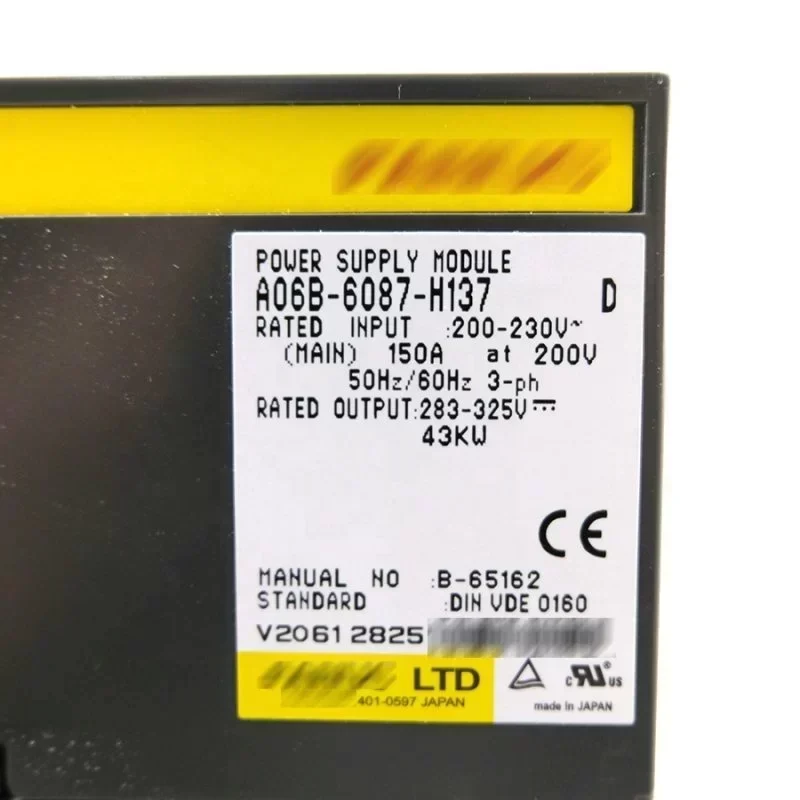 POWER SUPPLY MODULE
A06B-6087-H137 D
RATED INPUT :200-230V~
(MAIN) 150A at 200V
50Hz/60Hz 3-ph
RATED OUTPUT:283-325V⎓
43KW
CE
MANUAL NO :B-65162
STANDARD :DIN VDE 0160
V20612825
LTD
401-0597 JAPAN
c RU® US
made in JAPAN